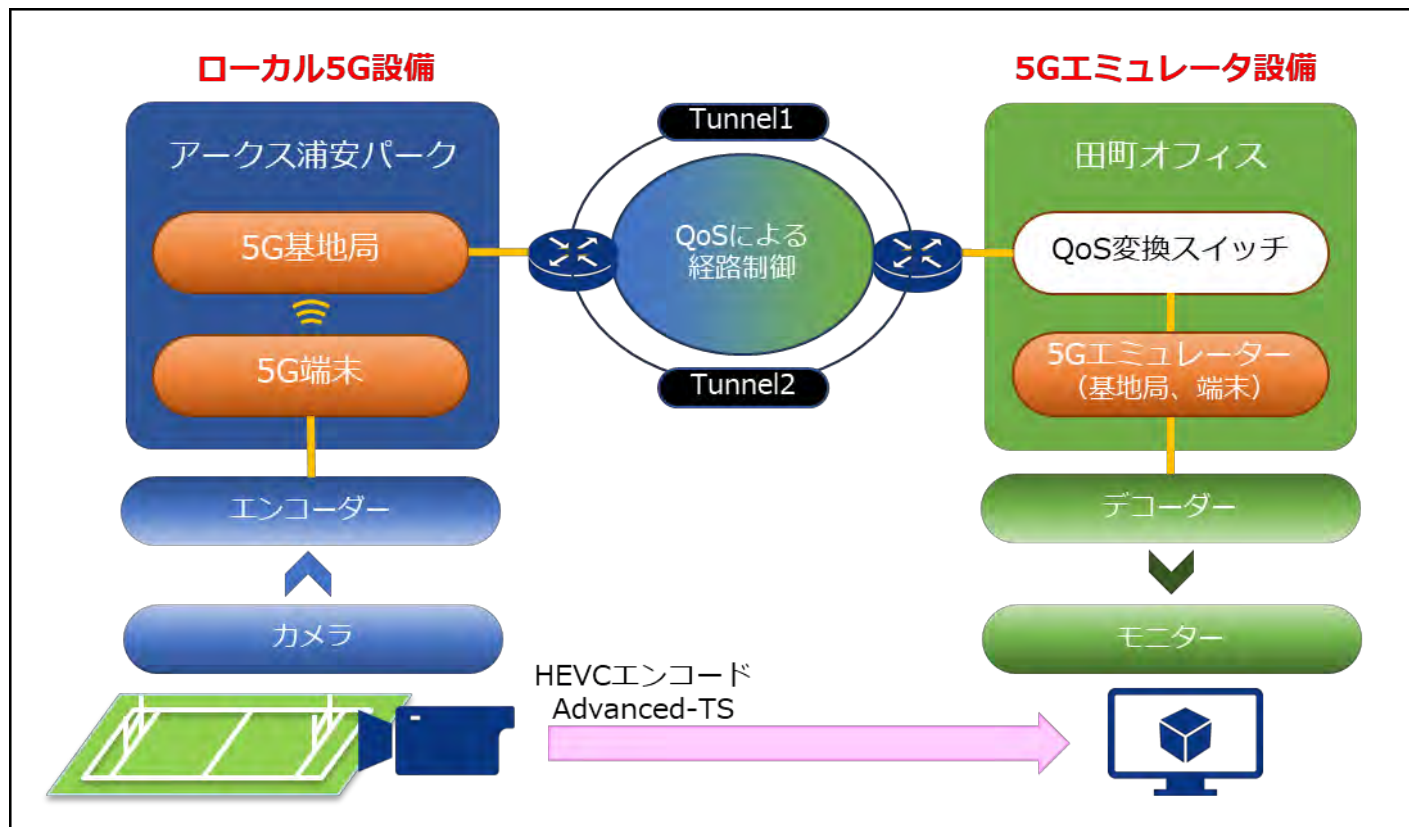 ローカル5G設備
5Gエミュレータ設備
アークス浦安パーク
5G基地局
5G端末
エンコーダー
カメラ
Tunnel1
QoSによる
経路制御
Tunnel2
田町オフィス
QoS変換スイッチ
5Gエミュレーター
（基地局、端末）
デコーダー
モニター
HEVCエンコード
Advanced-TS